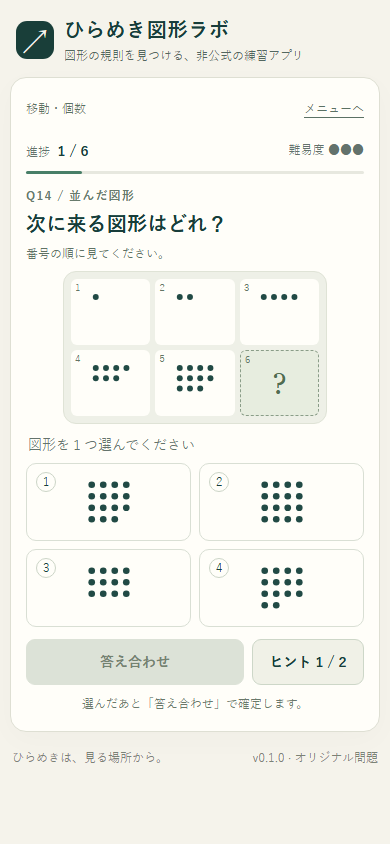 ひらめき図形ラボ
図形の規則を見つける、非公式の練習アプリ
移動・個数
メニューへ
進捗 1 / 6
難易度 ●●●
Q14 / 並んだ図形
次に来る図形はどれ？
番号の順に見てください。
1
2
3
4
5
6
?
図形を1つ選んでください
1
2
3
4
答え合わせ
ヒント 1 / 2
選んだあと「答え合わせ」で確定します。
ひらめきは、見る場所から。
v0.1.0 · オリジナル問題